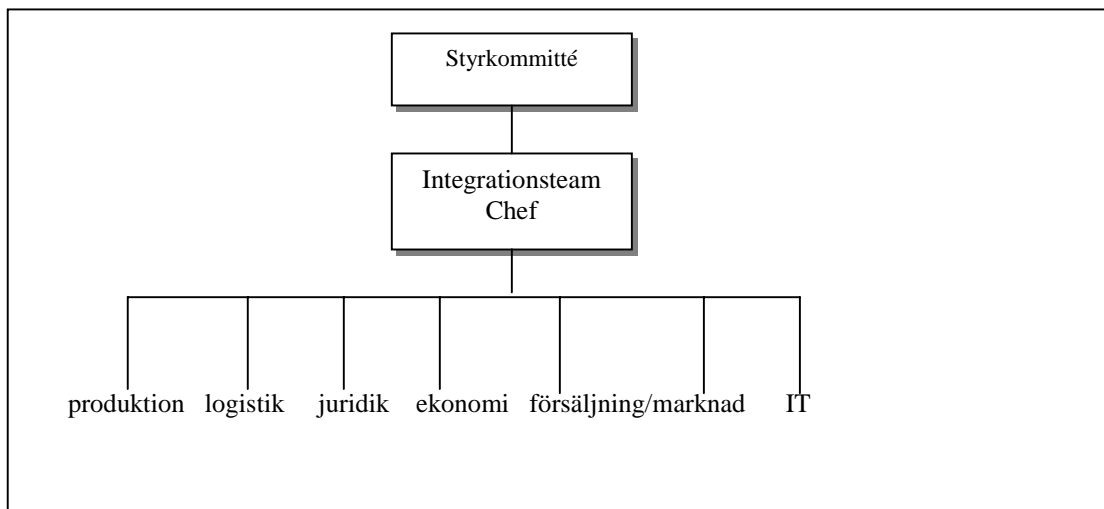 Styrkommitté
Integrationsteam
Chef
produktion logistik juridik ekonomi försäljning/marknad IT